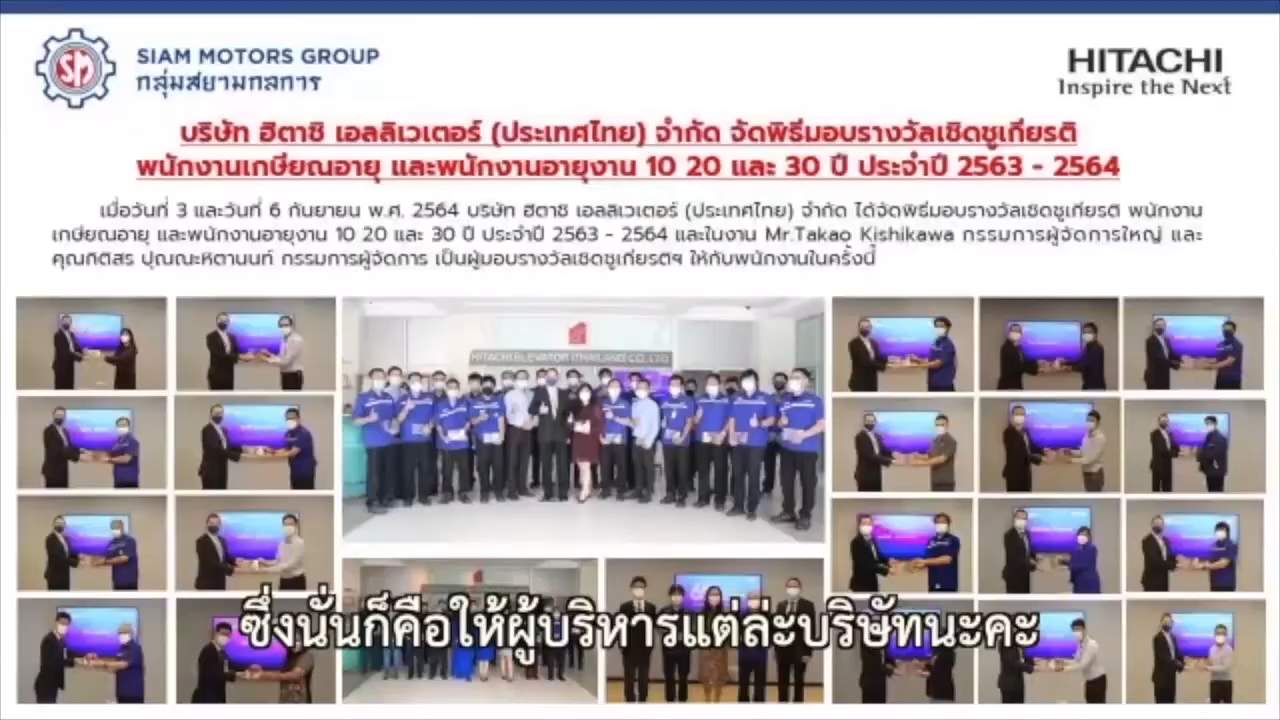 SIAM MOTORS GROUP
กลุ่มสยามกลการ
HITACHI
Inspire the Next
บริษัท ฮิตาชิ เอลลิเวเตอร์ (ประเทศไทย) จำกัด จัดพิธีมอบรางวัลเชิดชูเกียรติ
พนักงานเกษียณอายุ และพนักงานอายุงาน 10 20 และ 30 ปี ประจำปี 2563 - 2564
เมื่อวันที่ 3 และวันที่ 6 กันยายน พ.ศ. 2564 บริษัท ฮิตาชิ เอลลิเวเตอร์ (ประเทศไทย) จำกัด ได้จัดพิธีมอบรางวัลเชิดชูเกียรติ พนักงาน
เกษียณอายุ และพนักงานอายุงาน 10 20 และ 30 ปี ประจำปี 2563 - 2564 และในงาน Mr.Takao Kishikawa กรรมการผู้จัดการใหญ่ และ
คุณกิติสร ปุณณะหิตานนท์ กรรมการผู้จัดการ เป็นผู้มอบรางวัลเชิดชูเกียรติฯ ให้กับพนักงานในครั้งนี้
HITACHI ELEVATOR (THAILAND) CO., LTD.
ซึ่งนั่นก็คือให้ผู้บริหารแต่ล่ะบริษัทนะคะ